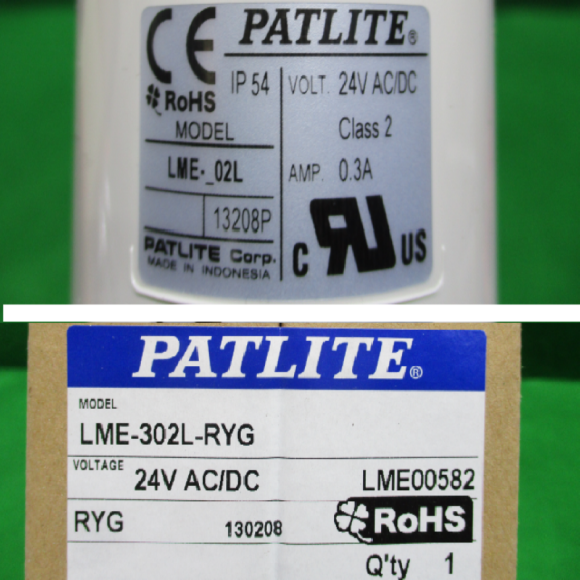 CE PATLITE®
RoHS
IP 54
VOLT. 24V AC/DC
MODEL
Class 2
LME-_02L
AMP. 0.3A
13208P
PATLITE Corp.
MADE IN INDONESIA
C RU US
PATLITE®
MODEL
LME-302L-RYG
VOLTAGE
24V AC/DC
LME00582
RYG
130208
RoHS
Q'ty 1